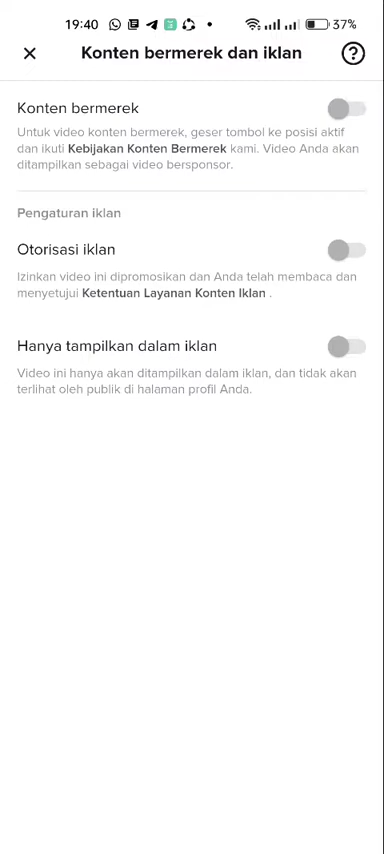 19:40 37%
Konten bermerek dan iklan
Konten bermerek
Untuk video konten bermerek, geser tombol ke posisi aktif
dan ikuti Kebijakan Konten Bermerek kami. Video Anda akan
ditampilkan sebagai video bersponsor.
Pengaturan iklan
Otorisasi iklan
Izinkan video ini dipromosikan dan Anda telah membaca dan
menyetujui Ketentuan Layanan Konten Iklan .
Hanya tampilkan dalam iklan
Video ini hanya akan ditampilkan dalam iklan, dan tidak akan
terlihat oleh publik di halaman profil Anda.